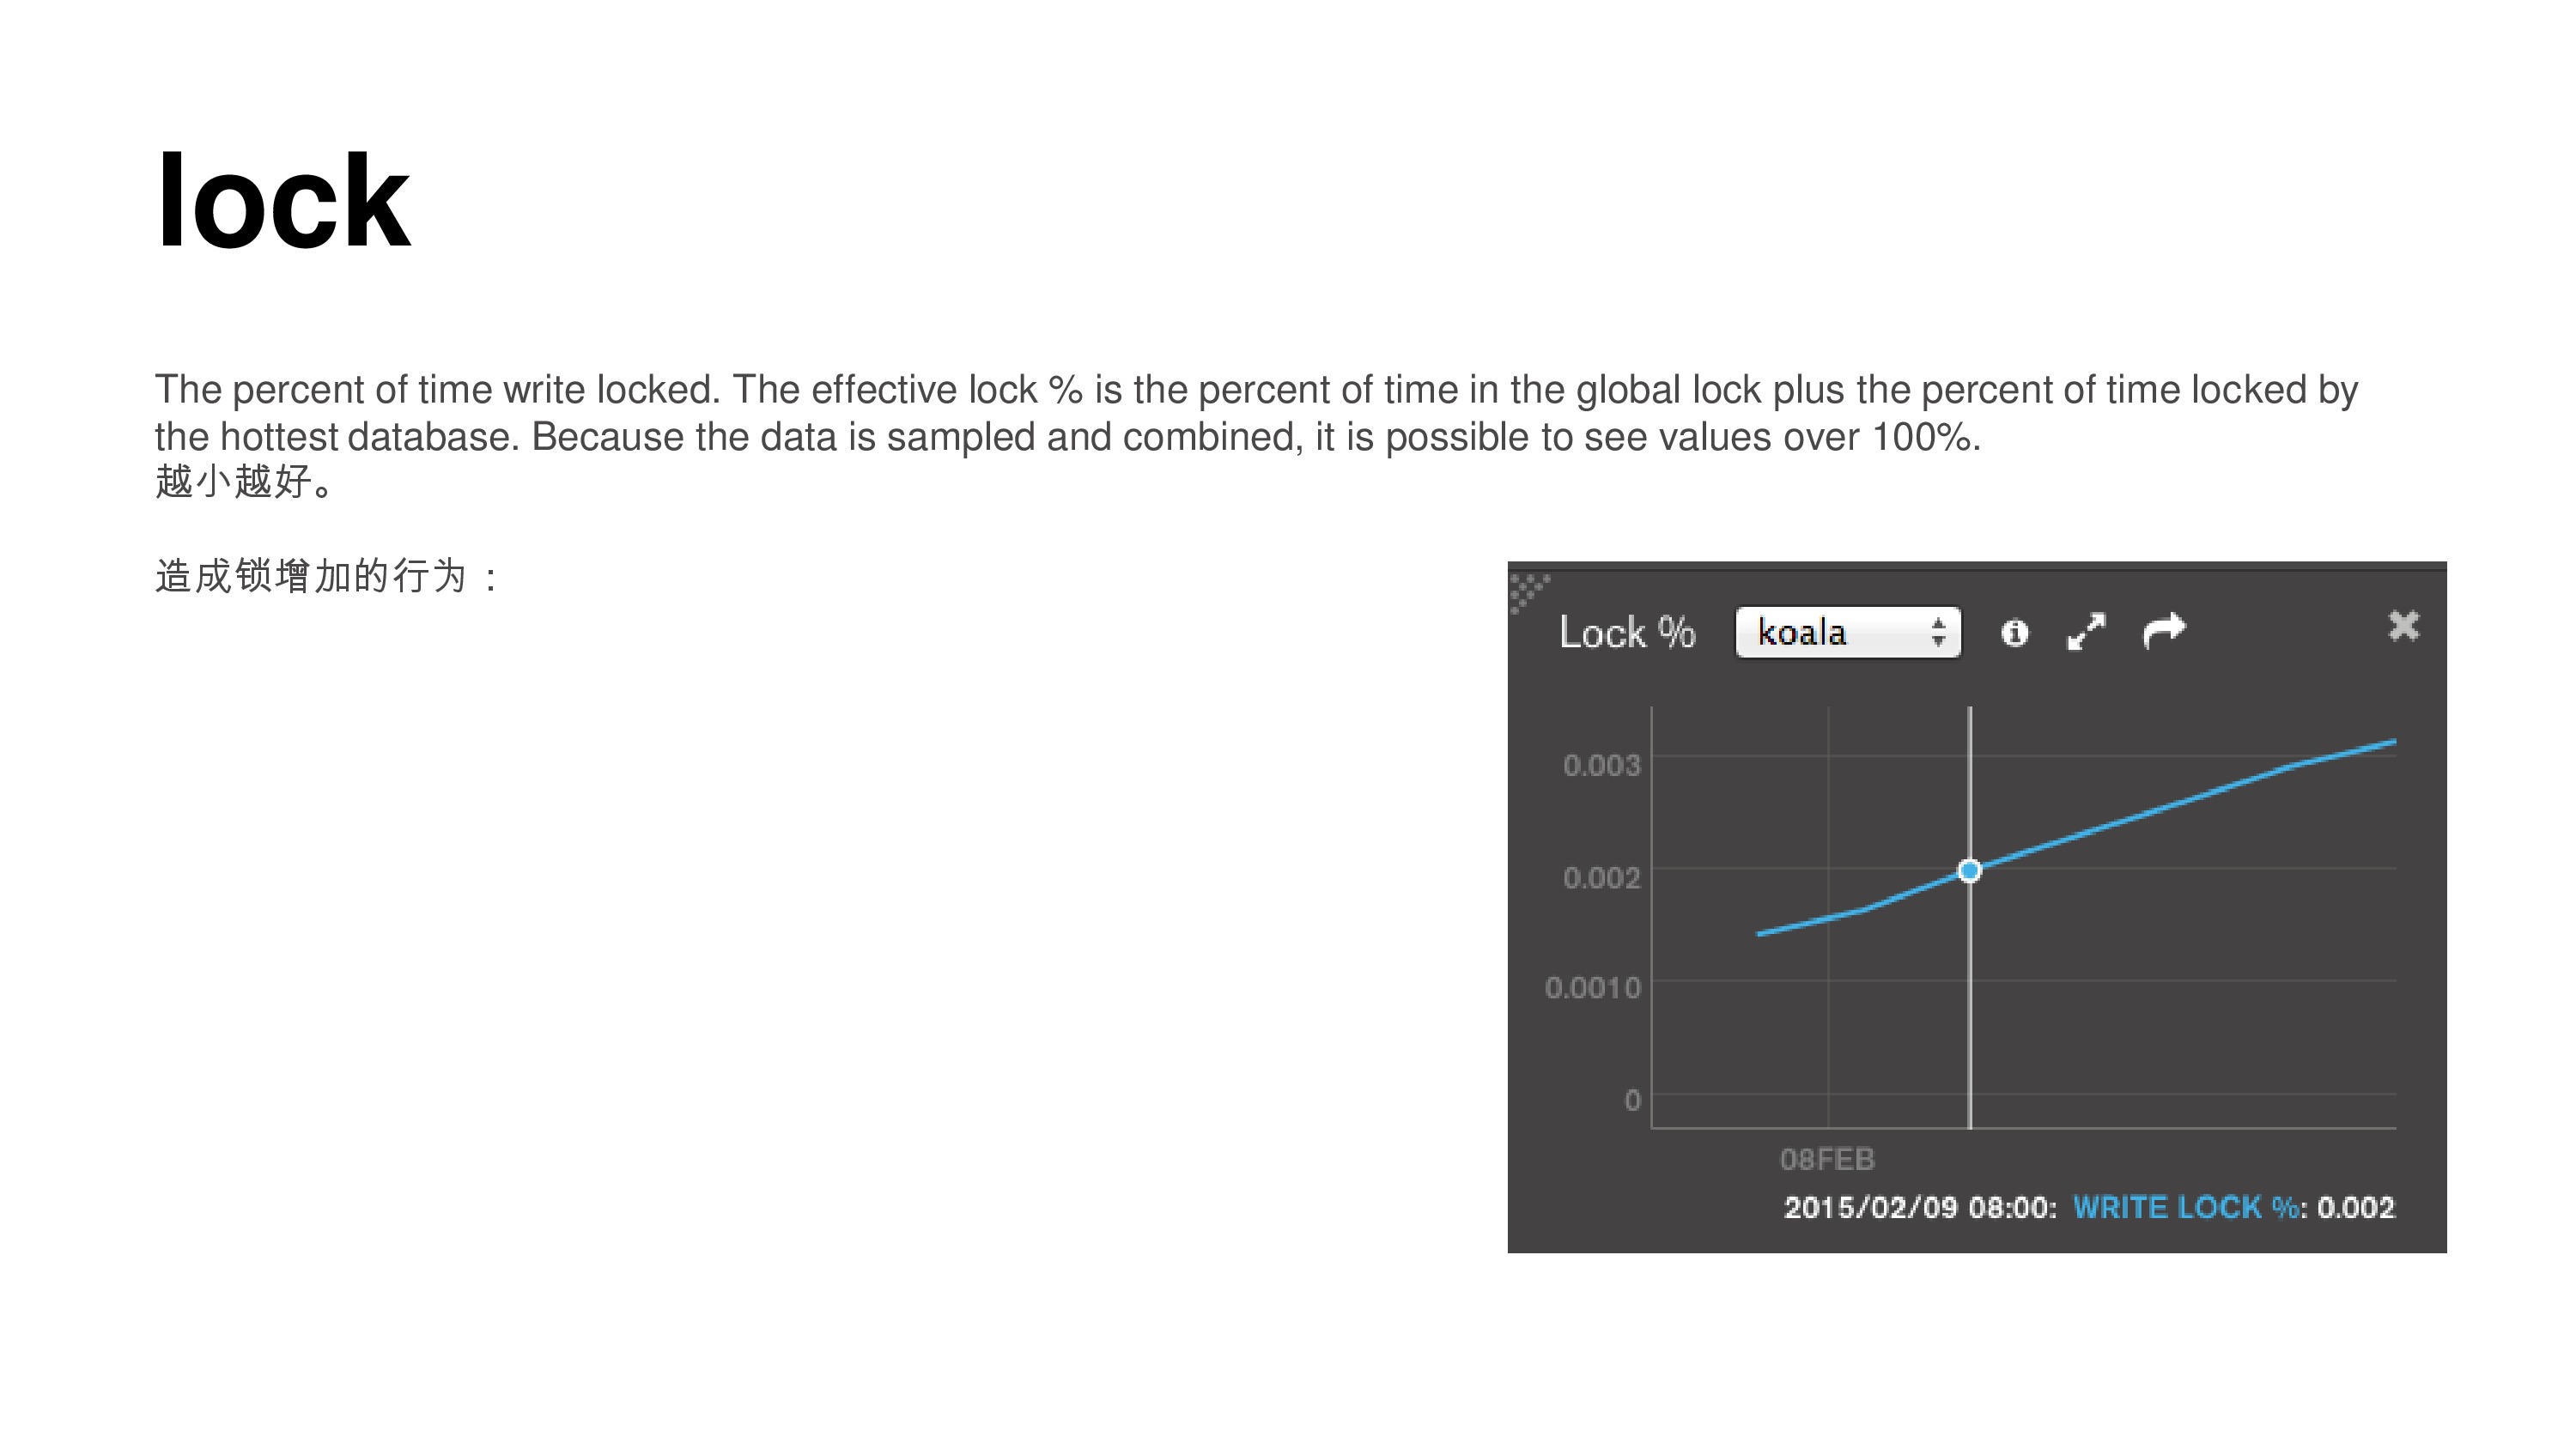 lock
The percent of time write locked. The effective lock % is the percent of time in the global lock plus the percent of time locked by
the hottest database. Because the data is sampled and combined, it is possible to see values over 100%.
越小越好。
造成锁增加的行为：
Lock % koala
0.003
0.002
0.0010
0
08FEB
2015/02/09 08:00: WRITE LOCK %: 0.002